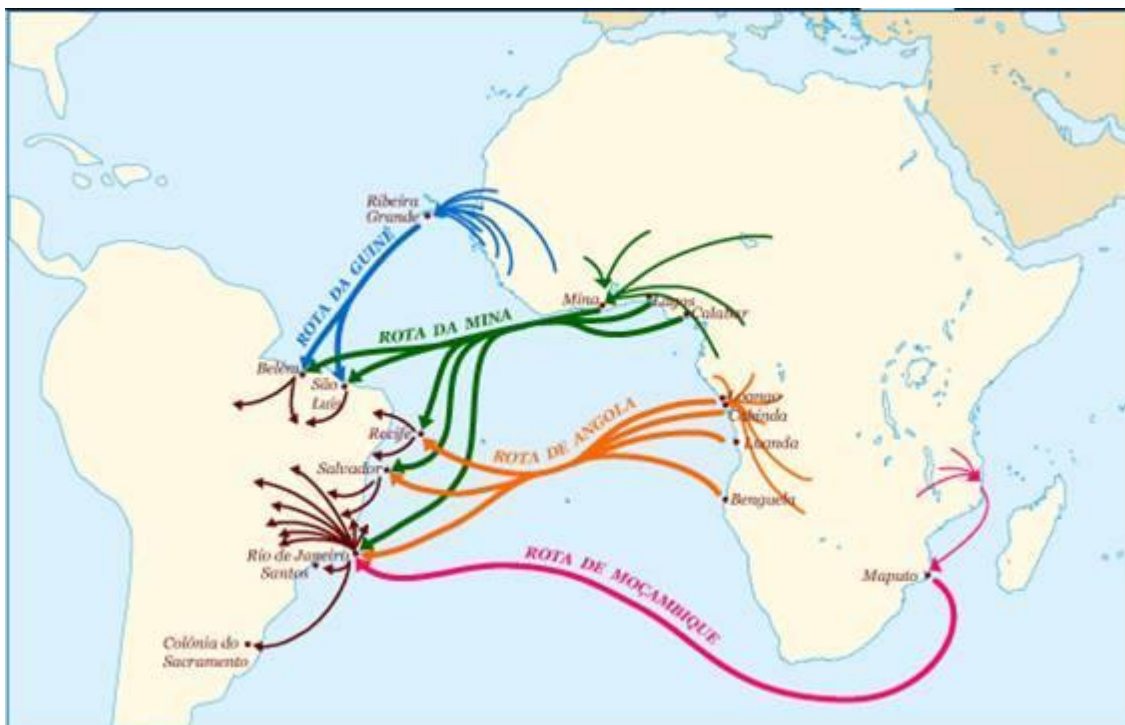 Ribeira
Grande
ROTA DA GUINÉ
Mina
Lagos
Calabar
ROTA DA MINA
Belém
São
Luís
Loango
Cabinda
Recife
ROTA DE ANGOLA
Luanda
Salvador
Benguela
Rio de Janeiro
Santos
ROTA DE MOÇAMBIQUE
Maputo
Colônia do
Sacramento